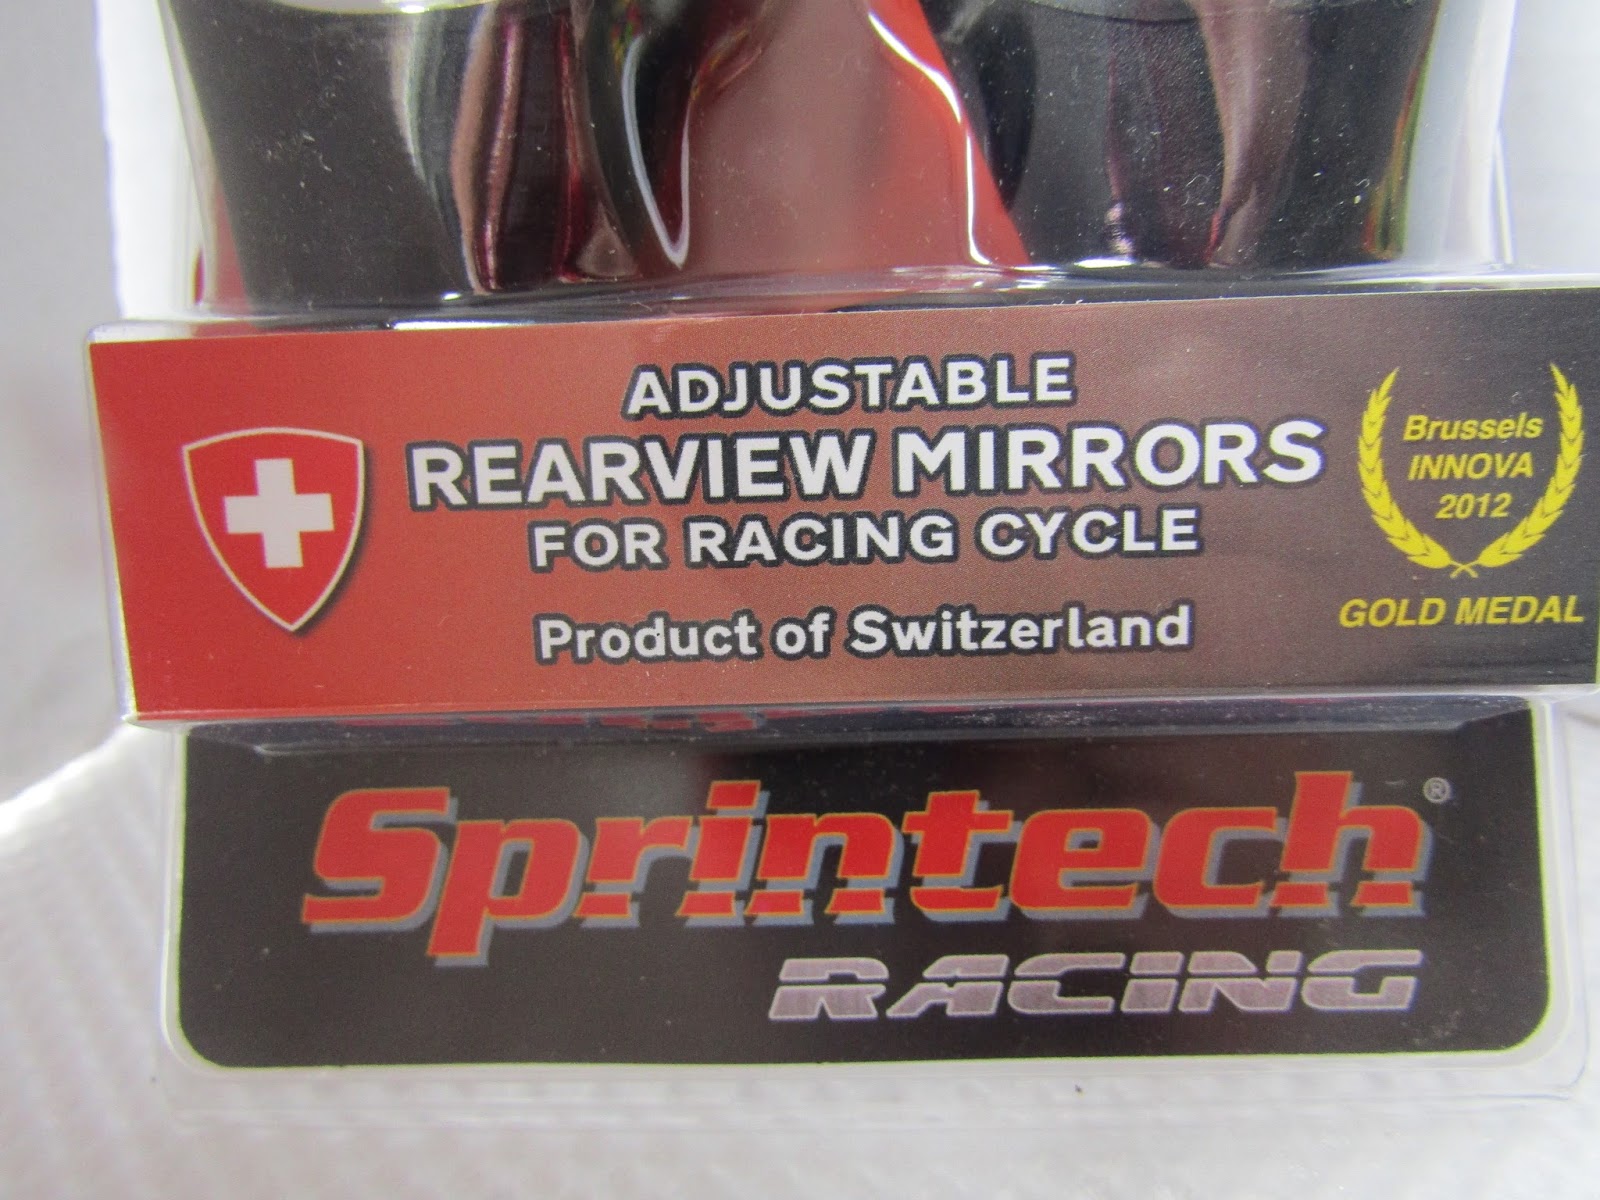 ADJUSTABLE
REARVIEW MIRRORS
FOR RACING CYCLE
Product of Switzerland
Brussels
INNOVA
2012
GOLD MEDAL
Sprintech®
RACING